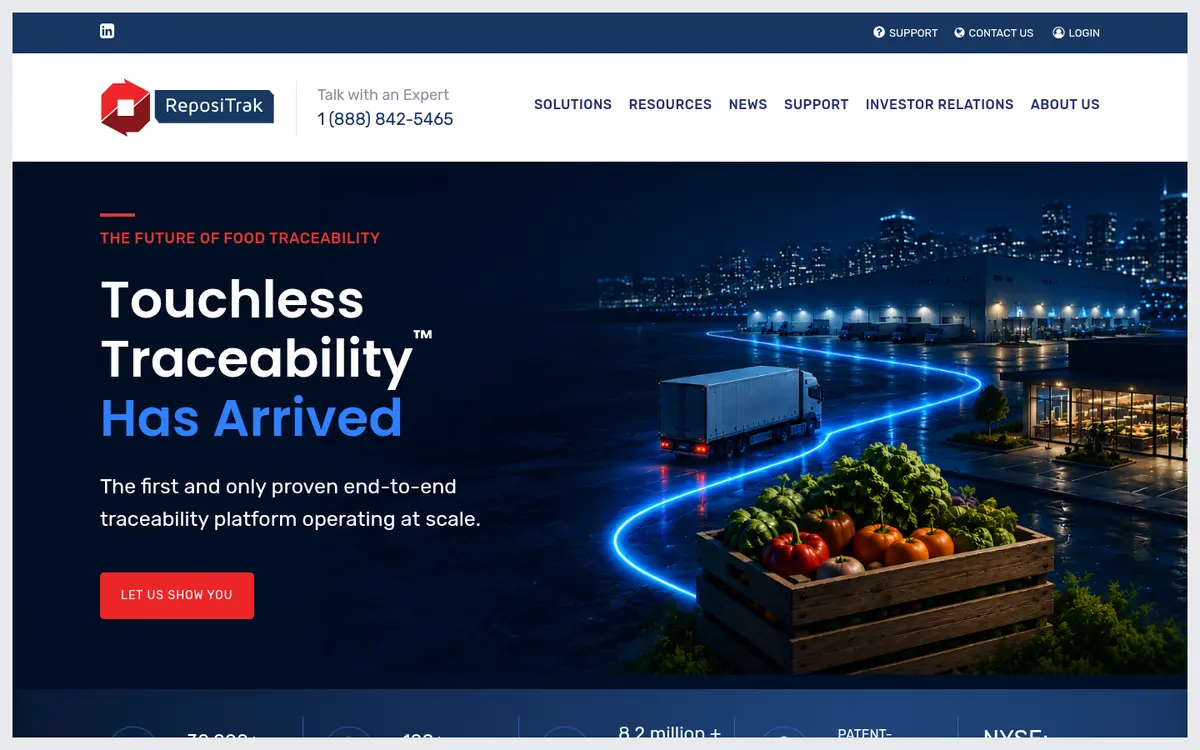 SUPPORT
CONTACT US
LOGIN
ReposiTrak
Talk with an Expert
1 (888) 842-5465
SOLUTIONS
RESOURCES
NEWS
SUPPORT
INVESTOR RELATIONS
ABOUT US
THE FUTURE OF FOOD TRACEABILITY
Touchless
Traceability™
Has Arrived
The first and only proven end-to-end
traceability platform operating at scale.
LET US SHOW YOU
8.2 million +
PATENT-
NYSE: